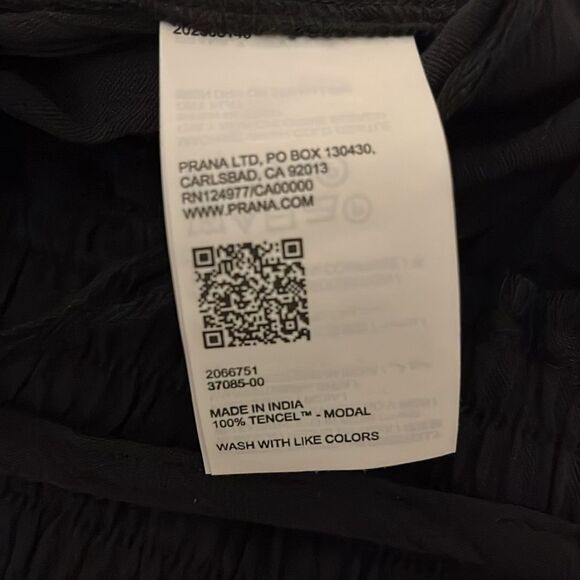 PRANA LTD, PO BOX 130430,
CARLSBAD, CA 92013
RN124977/CA00000
WWW.PRANA.COM
2066751
37085-00
MADE IN INDIA
100% TENCEL™ - MODAL
WASH WITH LIKE COLORS